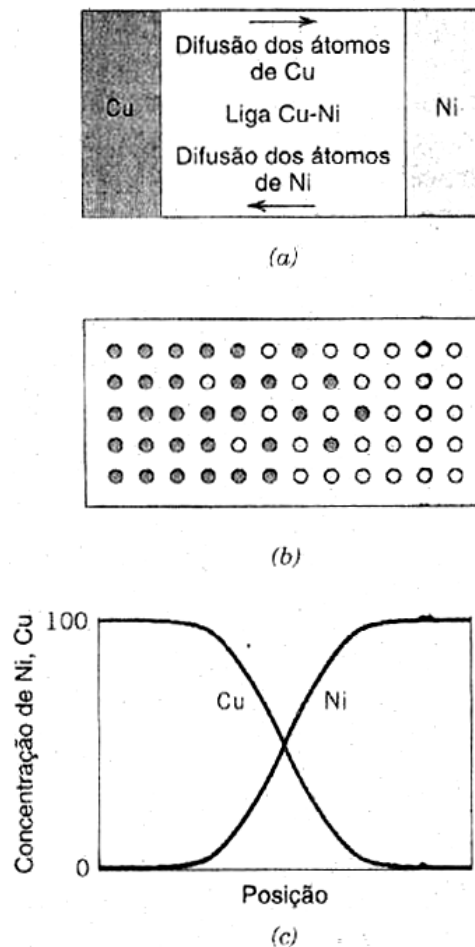 Difusão dos átomos
de Cu
Cu
Liga Cu-Ni
Ni
Difusão dos átomos
de Ni
(a)
(b)
Concentração de Ni, Cu
100
0
Cu
Ni
Posição
(c)